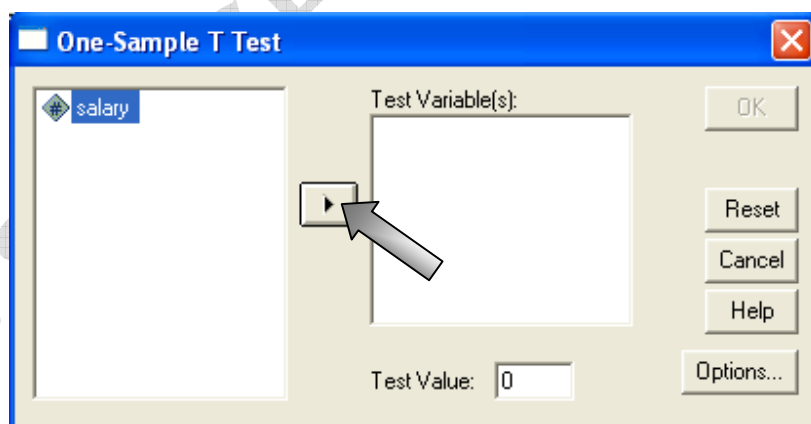 One-Sample T Test
salary
Test Variable(s):
OK
Reset
Cancel
Help
Test Value: 0
Options...